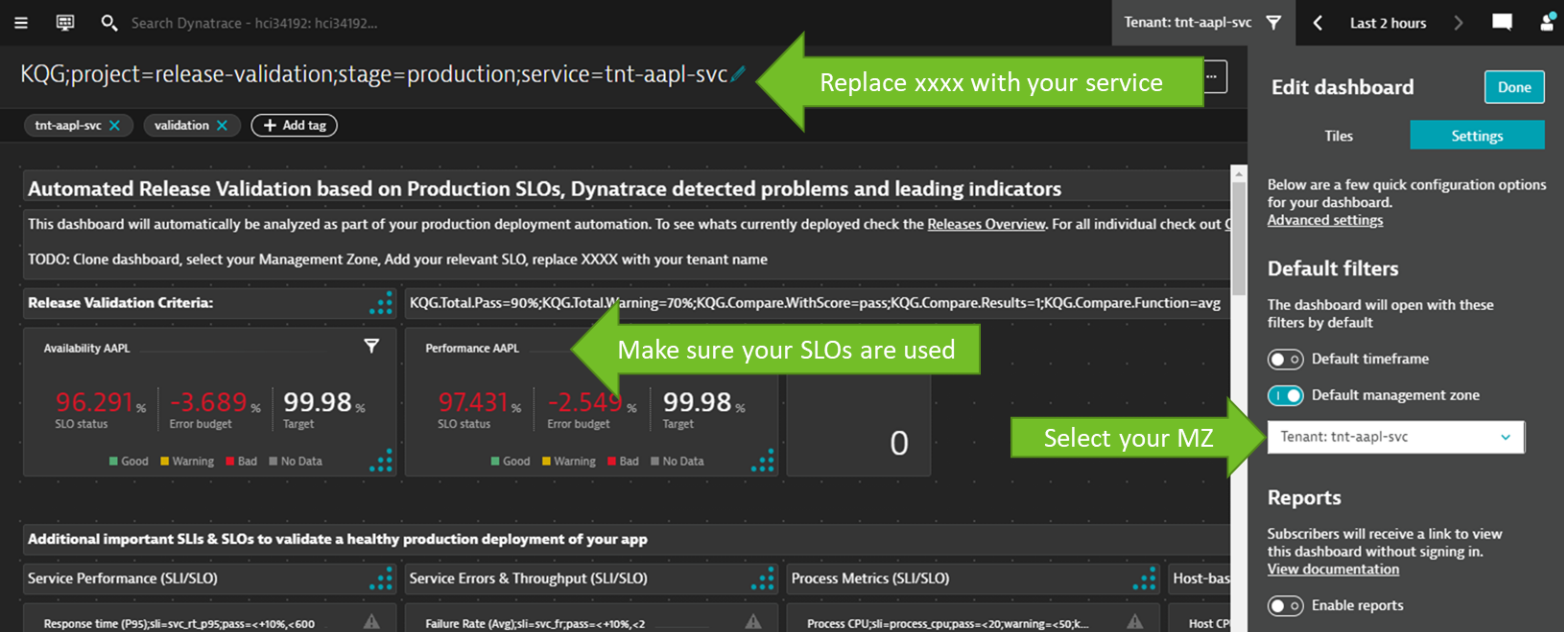 Search Dynatrace - hci34192: hci34192...
Tenant: tnt-aapl-svc
Last 2 hours
KQG;project=release-validation;stage=production;service=tnt-aapl-svc
Replace xxxx with your service
...
Edit dashboard
Done
tnt-aapl-svc
validation
+ Add tag
Tiles
Settings
Below are a few quick configuration options
for your dashboard.
Advanced settings
Automated Release Validation based on Production SLOs, Dynatrace detected problems and leading indicators
This dashboard will automatically be analyzed as part of your production deployment automation. To see whats currently deployed check the Releases Overview. For all individual check out
TODO: Clone dashboard, select your Management Zone, Add your relevant SLO, replace XXXX with your tenant name
Default filters
The dashboard will open with these
filters by default
Default timeframe
Default management zone
Tenant: tnt-aapl-svc
Select your MZ
Release Validation Criteria:
KQG.Total.Pass=90%;KQG.Total.Warning=70%;KQG.Compare.WithScore=pass;KQG.Compare.Results=1;KQG.Compare.Function=avg
Availability AAPL
96.291 %
SLO status
-3.689 %
Error budget
99.98 %
Target
Good Warning Bad No Data
Performance AAPL
Make sure your SLOs are used
97.431 %
SLO status
-2.549 %
Error budget
99.98 %
Target
Good Warning Bad No Data
0
Reports
Subscribers will receive a link to view
this dashboard without signing in.
View documentation
Enable reports
Additional important SLIs & SLOs to validate a healthy production deployment of your app
Service Performance (SLI/SLO)
Service Errors & Throughput (SLI/SLO)
Process Metrics (SLI/SLO)
Host-bas
Response time (P95);sli=svc_rt_p95;pass=<+10%,<600
Failure Rate (Avg);sli=svc_fr;pass=<+10%,<2
Process CPU;sli=process_cpu;pass=<20;warning=<50;k...
Host CP